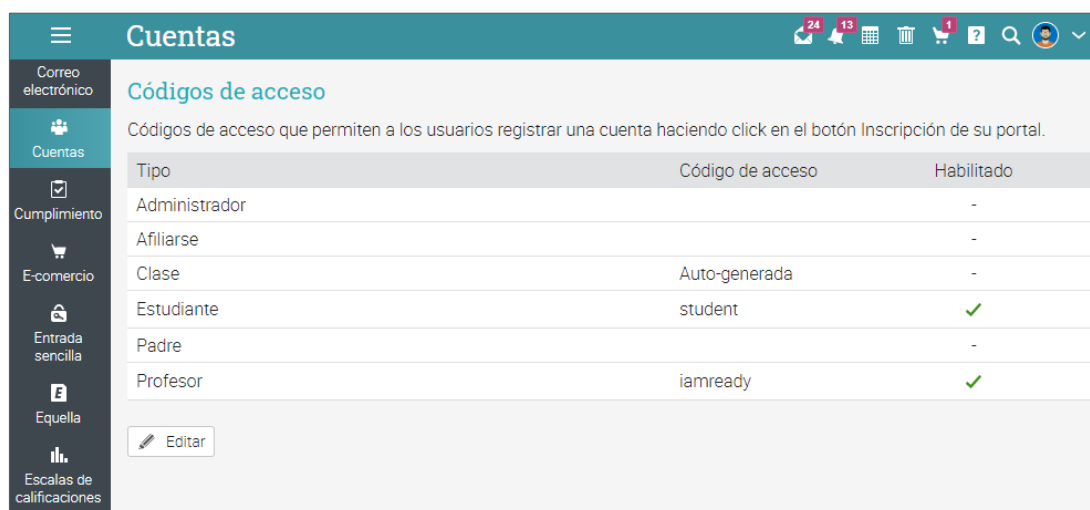 Cuentas
24
13
1
?
Correo
electrónico
Cuentas
Cumplimiento
E-comercio
Entrada
sencilla
E
Equella
Escalas de
calificaciones
Códigos de acceso
Códigos de acceso que permiten a los usuarios registrar una cuenta haciendo click en el botón Inscripción de su portal.
Tipo Código de acceso Habilitado
Administrador -
Afiliarse -
Clase Auto-generada -
Estudiante student ✓
Padre -
Profesor iamready ✓
Editar